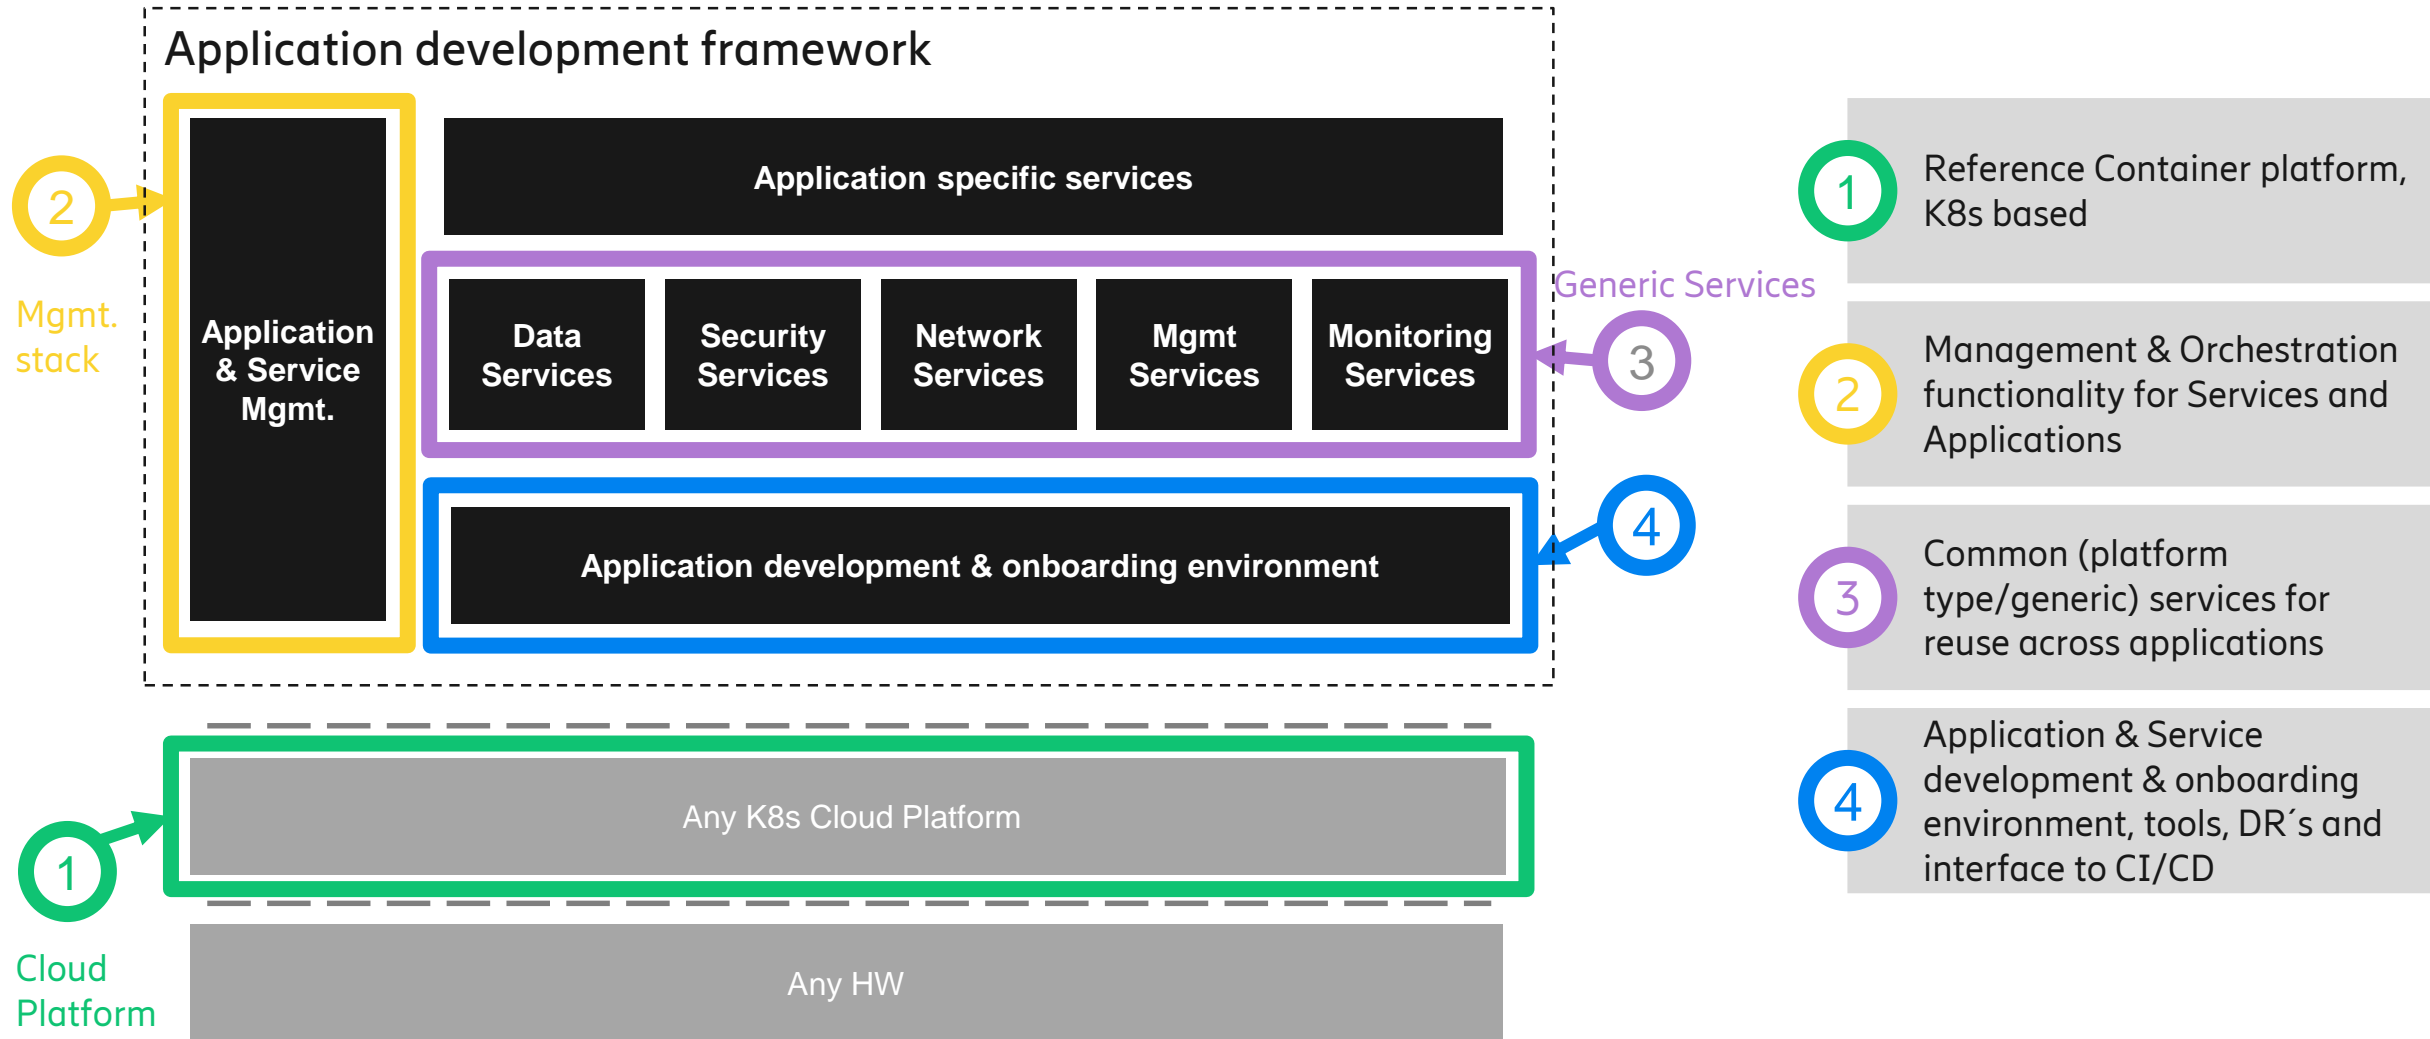 Application development framework
2
Mgmt.
stack
Application
& Service
Mgmt.
Application specific services
Data
Services
Security
Services
Network
Services
Mgmt
Services
Monitoring
Services
Generic Services
3
Application development & onboarding environment
4
Any K8s Cloud Platform
1
Cloud
Platform
Any HW
1
Reference Container platform,
K8s based
2
Management & Orchestration
functionality for Services and
Applications
3
Common (platform
type/generic) services for
reuse across applications
4
Application & Service
development & onboarding
environment, tools, DR´s and
interface to CI/CD